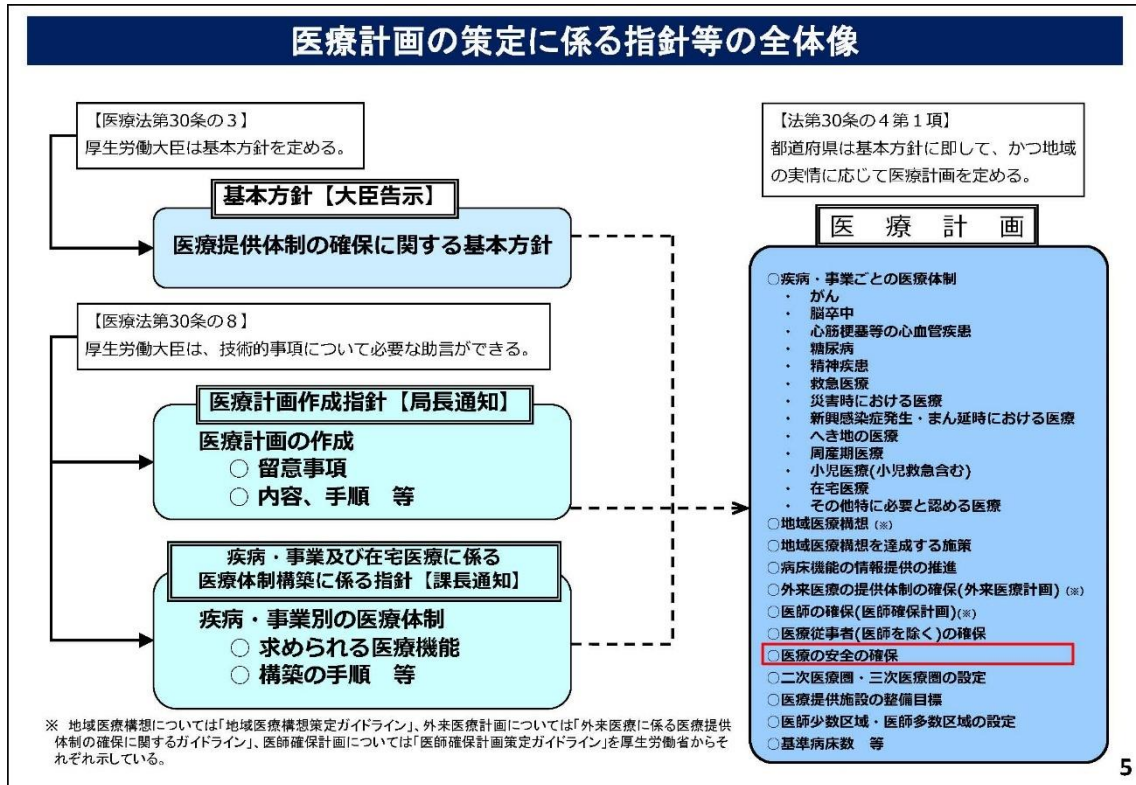 医療計画の策定に係る指針等の全体像
【医療法第30条の3】
厚生労働大臣は基本方針を定める。
基本方針【大臣告示】
医療提供体制の確保に関する基本方針
【医療法第30条の8】
厚生労働大臣は、技術的事項について必要な助言ができる。
医療計画作成指針【局長通知】
医療計画の作成
○ 留意事項
○ 内容、手順 等
疾病・事業及び在宅医療に係る
医療体制構築に係る指針【課長通知】
疾病・事業別の医療体制
○ 求められる医療機能
○ 構築の手順 等
【法第30条の4第1項】
都道府県は基本方針に即して、かつ地域
の実情に応じて医療計画を定める。
医 療 計 画
○疾病・事業ごとの医療体制
・ がん
・ 脳卒中
・ 心筋梗塞等の心血管疾患
・ 糖尿病
・ 精神疾患
・ 救急医療
・ 災害時における医療
・ 新興感染症発生・まん延時における医療
・ へき地の医療
・ 周産期医療
・ 小児医療(小児救急含む)
・ 在宅医療
・ その他特に必要と認める医療
○地域医療構想 (※)
○地域医療構想を達成する施策
○病床機能の情報提供の推進
○外来医療の提供体制の確保(外来医療計画) (※)
○医師の確保(医師確保計画)(※)
○医療従事者(医師を除く)の確保
○医療の安全の確保
○二次医療圏・三次医療圏の設定
○医療提供施設の整備目標
○医師少数区域・医師多数区域の設定
○基準病床数 等
※ 地域医療構想については「地域医療構想策定ガイドライン」、外来医療計画については「外来医療に係る医療提供
体制の確保に関するガイドライン」、医師確保計画については「医師確保計画策定ガイドライン」を厚生労働省からそ
れぞれ示している。
5